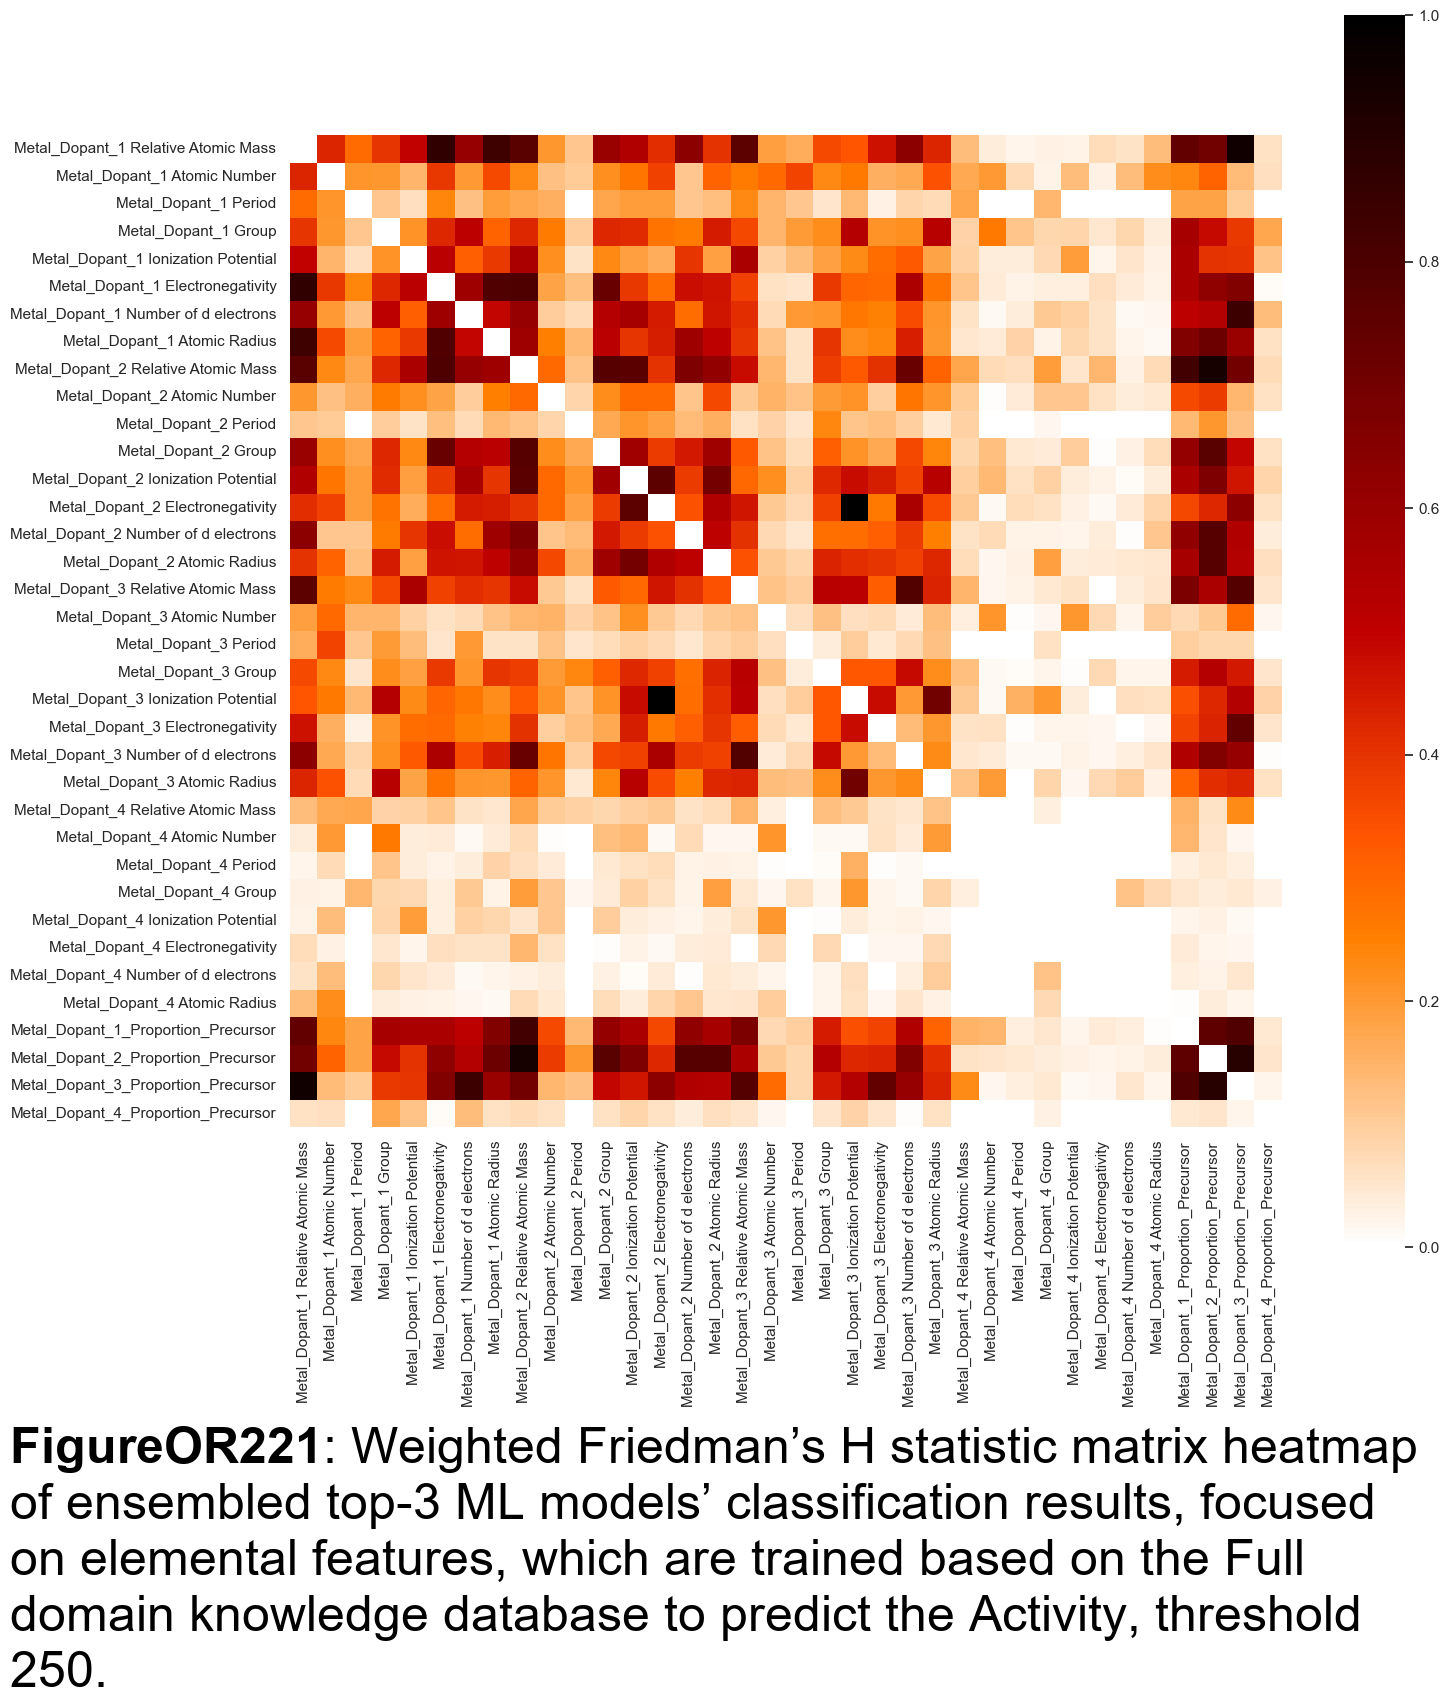 1.0
0.8
0.6
0.4
0.2
0.0
Metal_Dopant_1 Relative Atomic Mass
Metal_Dopant_1 Atomic Number
Metal_Dopant_1 Period
Metal_Dopant_1 Group
Metal_Dopant_1 Ionization Potential
Metal_Dopant_1 Electronegativity
Metal_Dopant_1 Number of d electrons
Metal_Dopant_1 Atomic Radius
Metal_Dopant_2 Relative Atomic Mass
Metal_Dopant_2 Atomic Number
Metal_Dopant_2 Period
Metal_Dopant_2 Group
Metal_Dopant_2 Ionization Potential
Metal_Dopant_2 Electronegativity
Metal_Dopant_2 Number of d electrons
Metal_Dopant_2 Atomic Radius
Metal_Dopant_3 Relative Atomic Mass
Metal_Dopant_3 Atomic Number
Metal_Dopant_3 Period
Metal_Dopant_3 Group
Metal_Dopant_3 Ionization Potential
Metal_Dopant_3 Electronegativity
Metal_Dopant_3 Number of d electrons
Metal_Dopant_3 Atomic Radius
Metal_Dopant_4 Relative Atomic Mass
Metal_Dopant_4 Atomic Number
Metal_Dopant_4 Period
Metal_Dopant_4 Group
Metal_Dopant_4 Ionization Potential
Metal_Dopant_4 Electronegativity
Metal_Dopant_4 Number of d electrons
Metal_Dopant_4 Atomic Radius
Metal_Dopant_1_Proportion_Precursor
Metal_Dopant_2_Proportion_Precursor
Metal_Dopant_3_Proportion_Precursor
Metal_Dopant_4_Proportion_Precursor
Metal_Dopant_1 Relative Atomic Mass
Metal_Dopant_1 Atomic Number
Metal_Dopant_1 Period
Metal_Dopant_1 Group
Metal_Dopant_1 Ionization Potential
Metal_Dopant_1 Electronegativity
Metal_Dopant_1 Number of d electrons
Metal_Dopant_1 Atomic Radius
Metal_Dopant_2 Relative Atomic Mass
Metal_Dopant_2 Atomic Number
Metal_Dopant_2 Period
Metal_Dopant_2 Group
Metal_Dopant_2 Ionization Potential
Metal_Dopant_2 Electronegativity
Metal_Dopant_2 Number of d electrons
Metal_Dopant_2 Atomic Radius
Metal_Dopant_3 Relative Atomic Mass
Metal_Dopant_3 Atomic Number
Metal_Dopant_3 Period
Metal_Dopant_3 Group
Metal_Dopant_3 Ionization Potential
Metal_Dopant_3 Electronegativity
Metal_Dopant_3 Number of d electrons
Metal_Dopant_3 Atomic Radius
Metal_Dopant_4 Relative Atomic Mass
Metal_Dopant_4 Atomic Number
Metal_Dopant_4 Period
Metal_Dopant_4 Group
Metal_Dopant_4 Ionization Potential
Metal_Dopant_4 Electronegativity
Metal_Dopant_4 Number of d electrons
Metal_Dopant_4 Atomic Radius
Metal_Dopant_1_Proportion_Precursor
Metal_Dopant_2_Proportion_Precursor
Metal_Dopant_3_Proportion_Precursor
Metal_Dopant_4_Proportion_Precursor
FigureOR221: Weighted Friedman’s H statistic matrix heatmap
of ensembled top-3 ML models’ classification results, focused
on elemental features, which are trained based on the Full
domain knowledge database to predict the Activity, threshold
250.